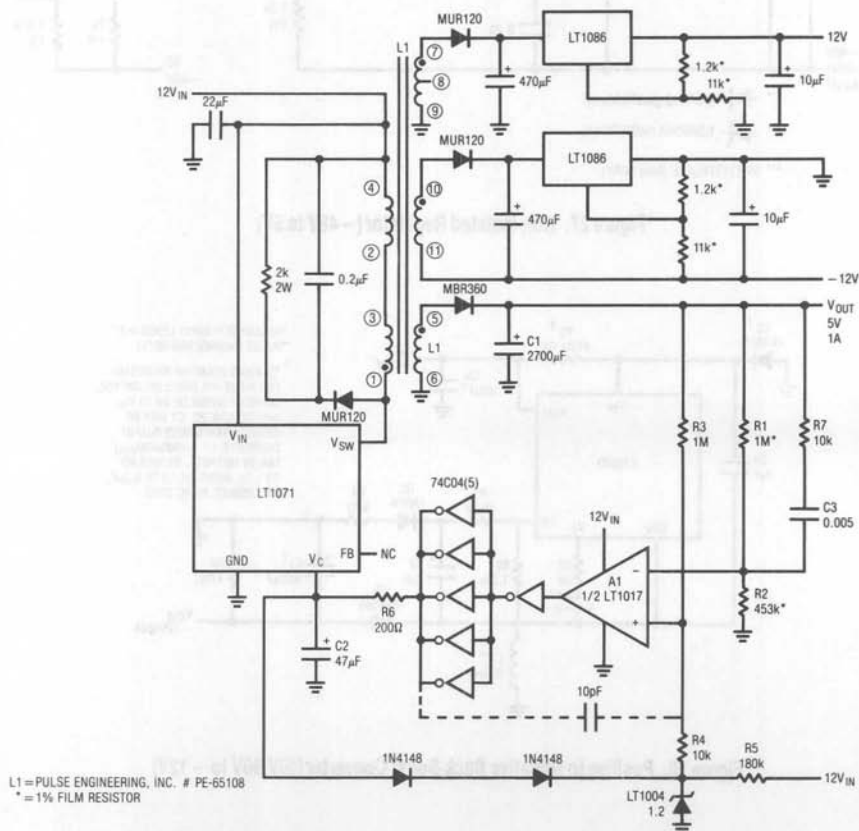 L1
⑦
MUR120
LT1086
12V
⑧
470µF
1.2k*
11k*
10µF
⑨
12VIN
22µF
MUR120
LT1086
④
⑩
470µF
1.2k*
10µF
②
⑪
11k*
2k
2W
0.2µF
-12V
MBR360
③
⑤
L1
C1
2700µF
VOUT
5V
1A
①
⑥
MUR120
R3
1M
R1
1M*
R7
10k
VIN
VSW
LT1071
74C04(5)
12VIN
C3
0.005
FB
NC
GND
VC
A1
1/2 LT1017
−
+
R2
453k*
R6
200Ω
C2
47µF
10pF
R4
10k
R5
180k
12VIN
1N4148
1N4148
LT1004
1.2
L1 = PULSE ENGINEERING, INC. # PE-65108
* = 1% FILM RESISTOR